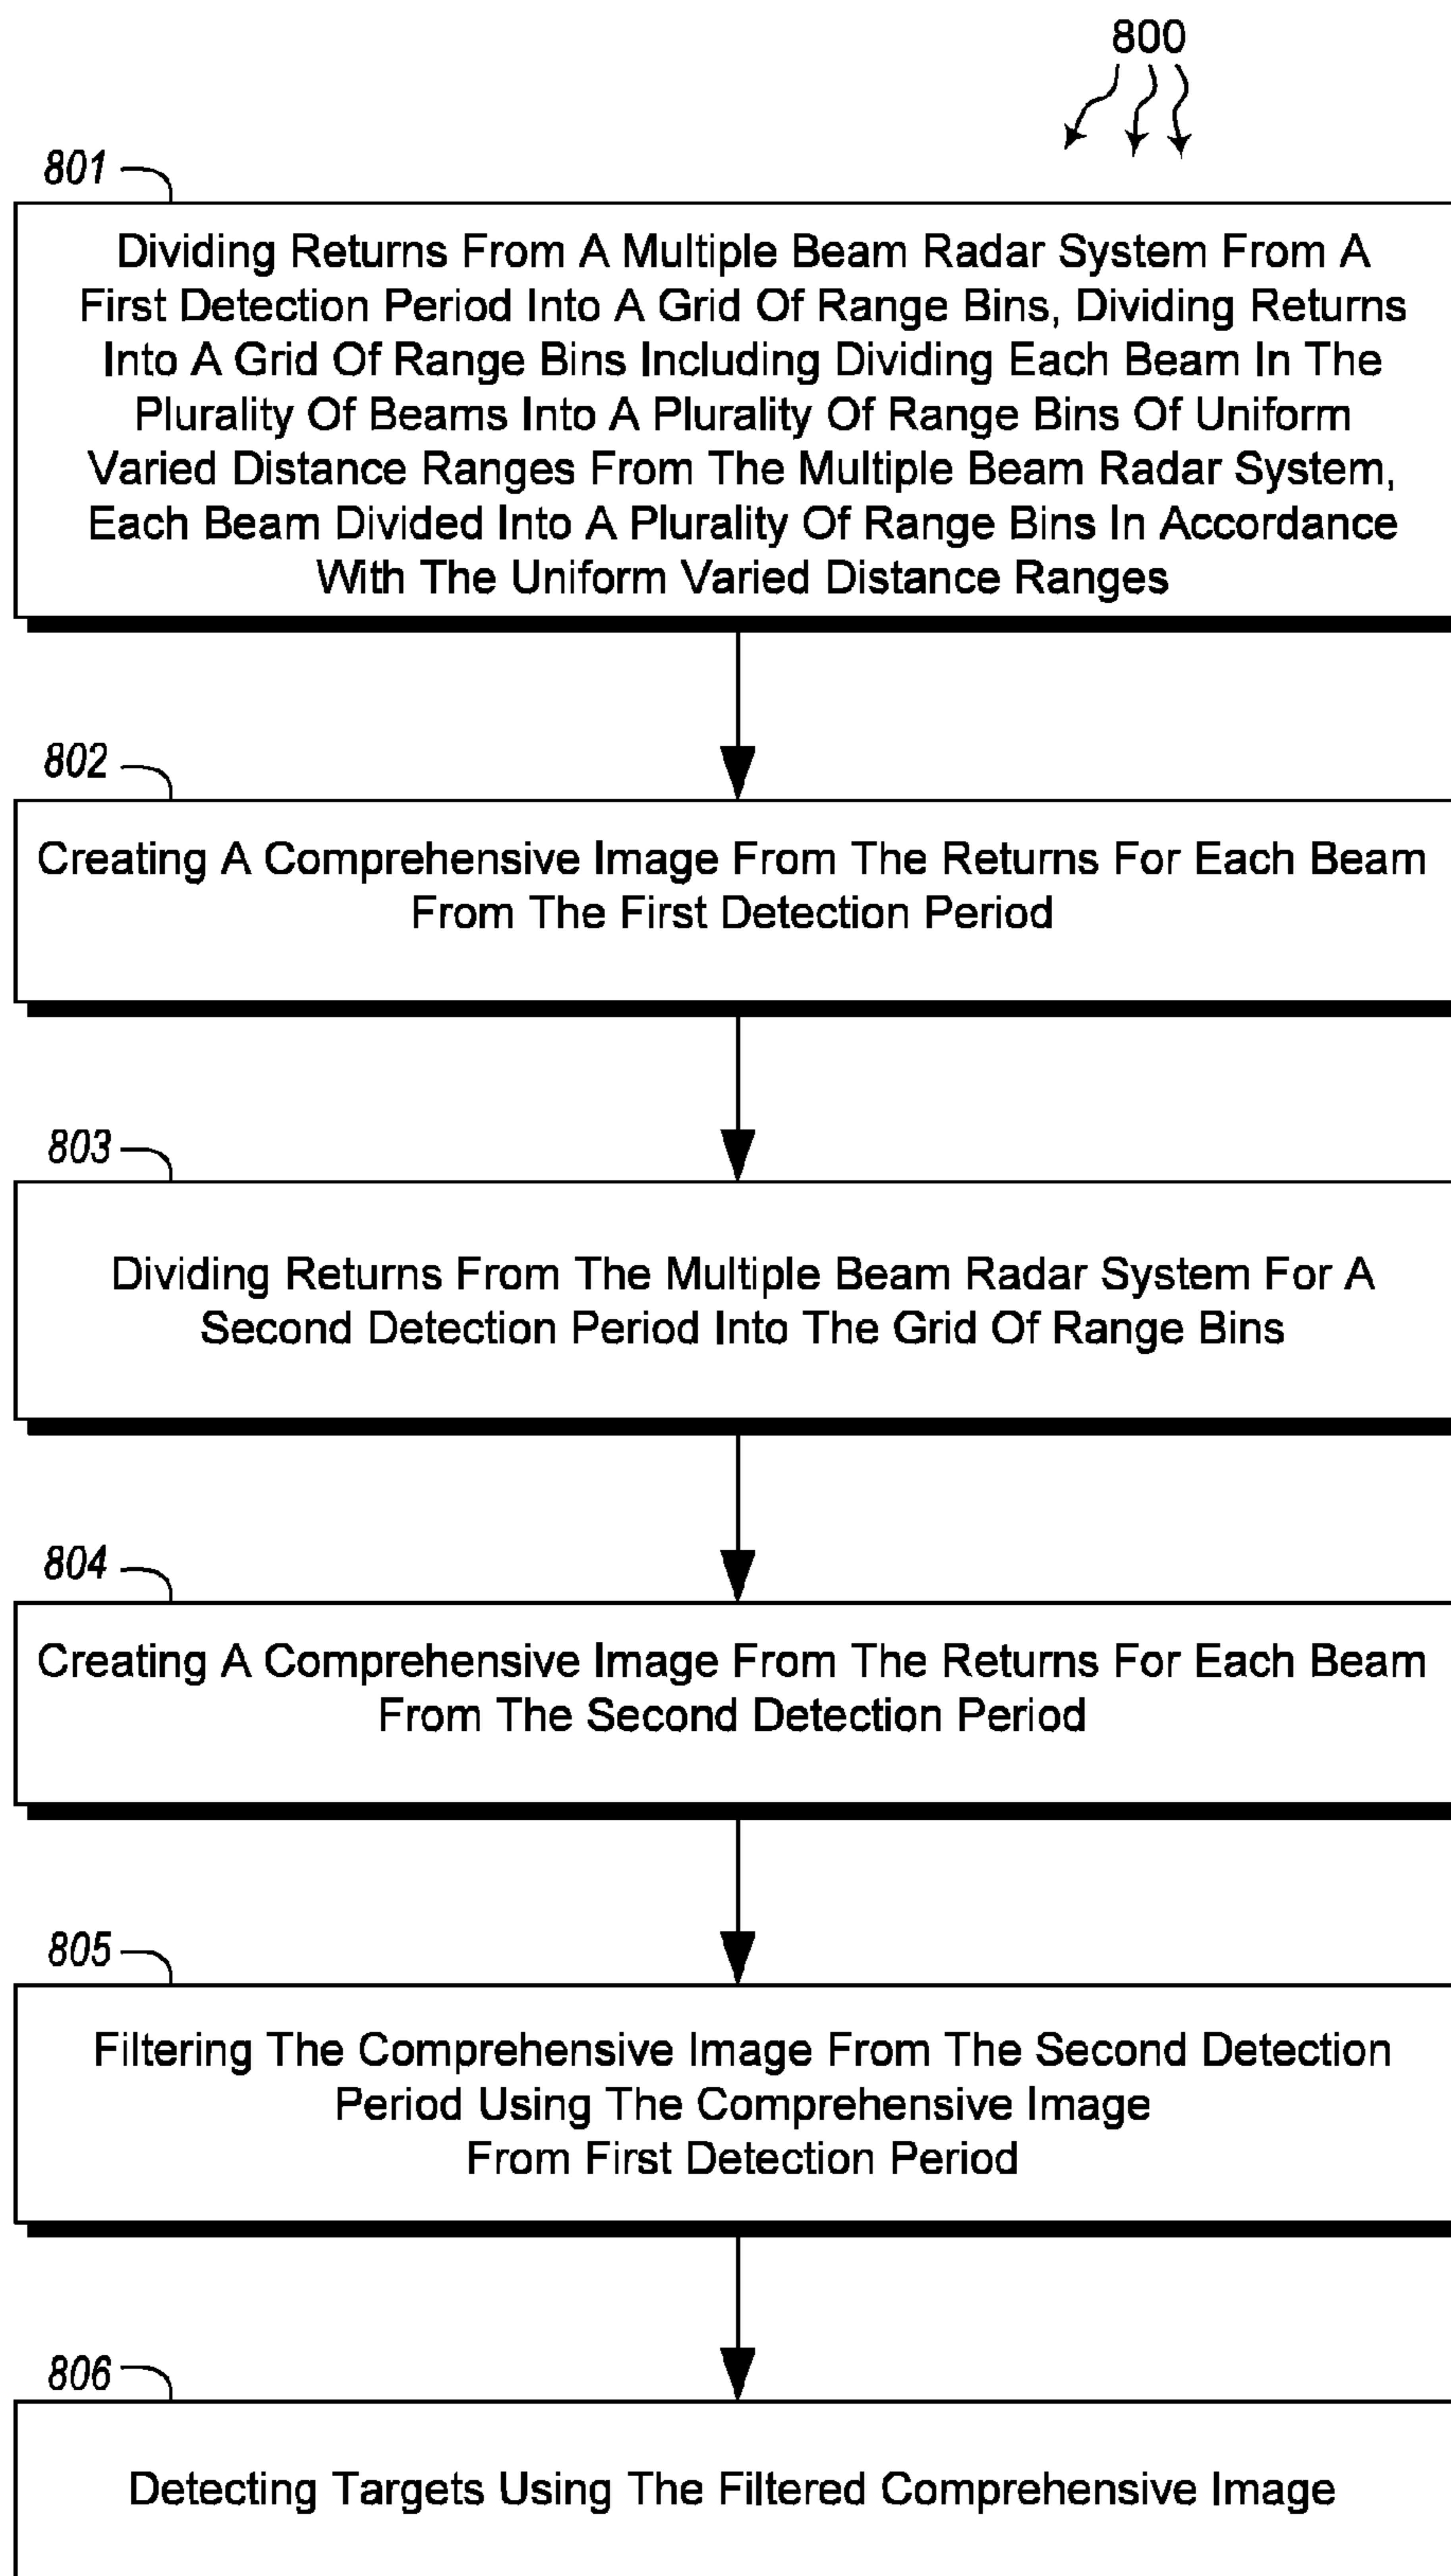 800
801
Dividing Returns From A Multiple Beam Radar System From A
First Detection Period Into A Grid Of Range Bins, Dividing Returns
Into A Grid Of Range Bins Including Dividing Each Beam In The
Plurality Of Beams Into A Plurality Of Range Bins Of Uniform
Varied Distance Ranges From The Multiple Beam Radar System,
Each Beam Divided Into A Plurality Of Range Bins In Accordance
With The Uniform Varied Distance Ranges
802
Creating A Comprehensive Image From The Returns For Each Beam
From The First Detection Period
803
Dividing Returns From The Multiple Beam Radar System For A
Second Detection Period Into The Grid Of Range Bins
804
Creating A Comprehensive Image From The Returns For Each Beam
From The Second Detection Period
805
Filtering The Comprehensive Image From The Second Detection
Period Using The Comprehensive Image
From First Detection Period
806
Detecting Targets Using The Filtered Comprehensive Image